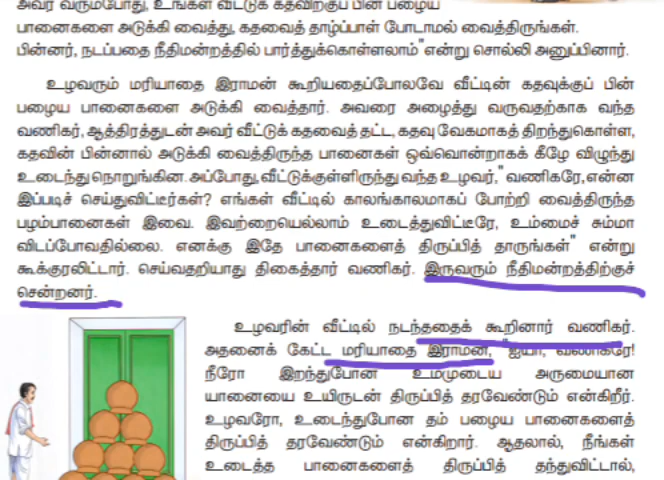 அவர் வரும்போது, உங்கள் வீட்டுக் கதவிற்குப் பின் பழைய
பானைகளை அடுக்கி வைத்து, கதவைத் தாழ்ப்பாள் போடாமல் வைத்திருங்கள்.
பின்னர், நடப்பதை நீதிமன்றத்தில் பார்த்துக்கொள்ளலாம்" என்று சொல்லி அனுப்பினார்.
உழவரும் மரியாதை இராமன் கூறியதைப்போலவே வீட்டின் கதவுக்குப் பின்
பழைய பானைகளை அடுக்கி வைத்தார். அவரை அழைத்து வருவதற்காக வந்த
வணிகர், ஆத்திரத்துடன் அவர் வீட்டுக் கதவைத் தட்ட, கதவு வேகமாகத் திறந்துகொள்ள,
கதவின் பின்னால் அடுக்கி வைத்திருந்த பானைகள் ஒவ்வொன்றாகக் கீழே விழுந்து
உடைந்து நொறுங்கின. அப்போது, வீட்டுக்குள்ளிருந்து வந்த உழவர், "வணிகரே, என்ன
இப்படிச் செய்துவிட்டீர்கள்? எங்கள் வீட்டில் காலங்காலமாகப் போற்றி வைத்திருந்த
பழம்பானைகள் இவை. இவற்றையெல்லாம் உடைத்துவிட்டீரே, உம்மைச் சும்மா
விடப்போவதில்லை. எனக்கு இதே பானைகளைத் திருப்பித் தாருங்கள்" என்று
கூக்குரலிட்டார். செய்வதறியாது திகைத்தார் வணிகர். இருவரும் நீதிமன்றத்திற்குச்
சென்றனர்.
உழவரின் வீட்டில் நடந்ததைக் கூறினார் வணிகர்.
அதனைக் கேட்ட மரியாதை இராமன், "ஐயா, வணிகரே!
நீரோ இறந்துபோன உம்முடைய அருமையான
யானையை உயிருடன் திருப்பித் தரவேண்டும் என்கிறீர்.
உழவரோ, உடைந்துபோன தம் பழைய பானைகளைத்
திருப்பித் தரவேண்டும் என்கிறார். ஆதலால், நீங்கள்
உடைத்த பானைகளைத் திருப்பித் தந்துவிட்டால்,